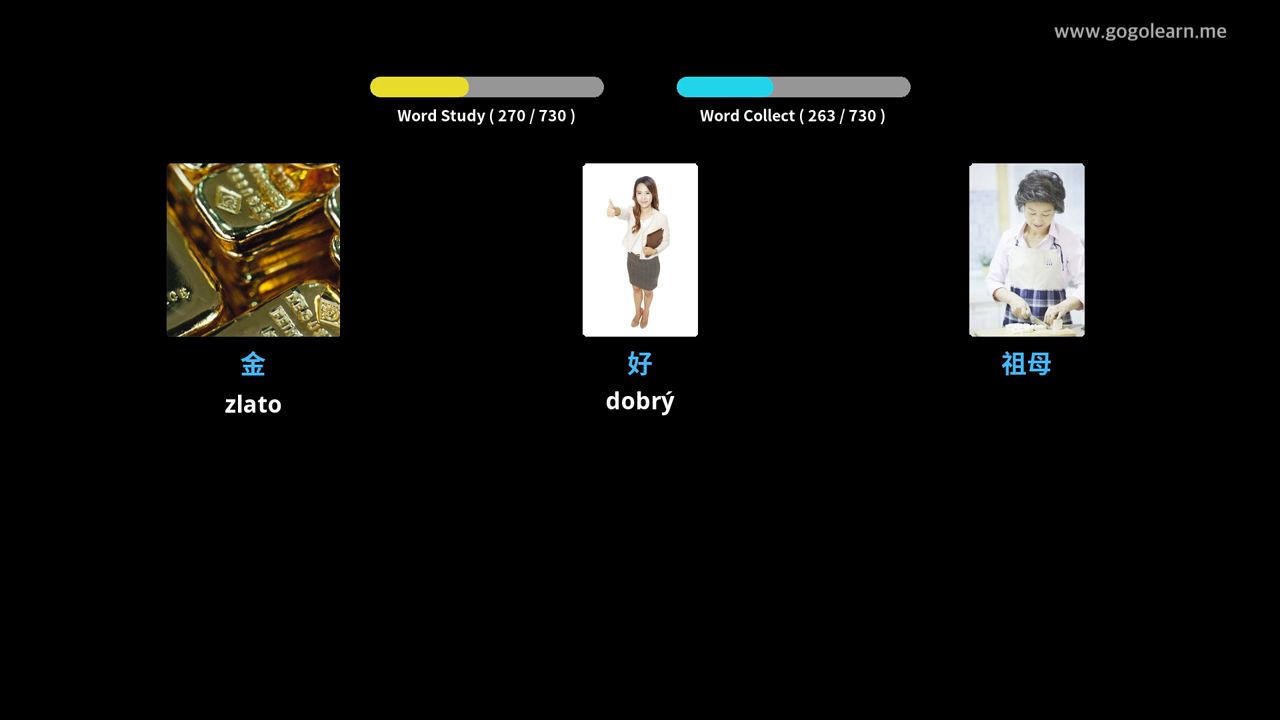 www.gogolearn.me
Word Study ( 270 / 730 )
Word Collect ( 263 / 730 )
金
好
祖母
zlato
dobrý